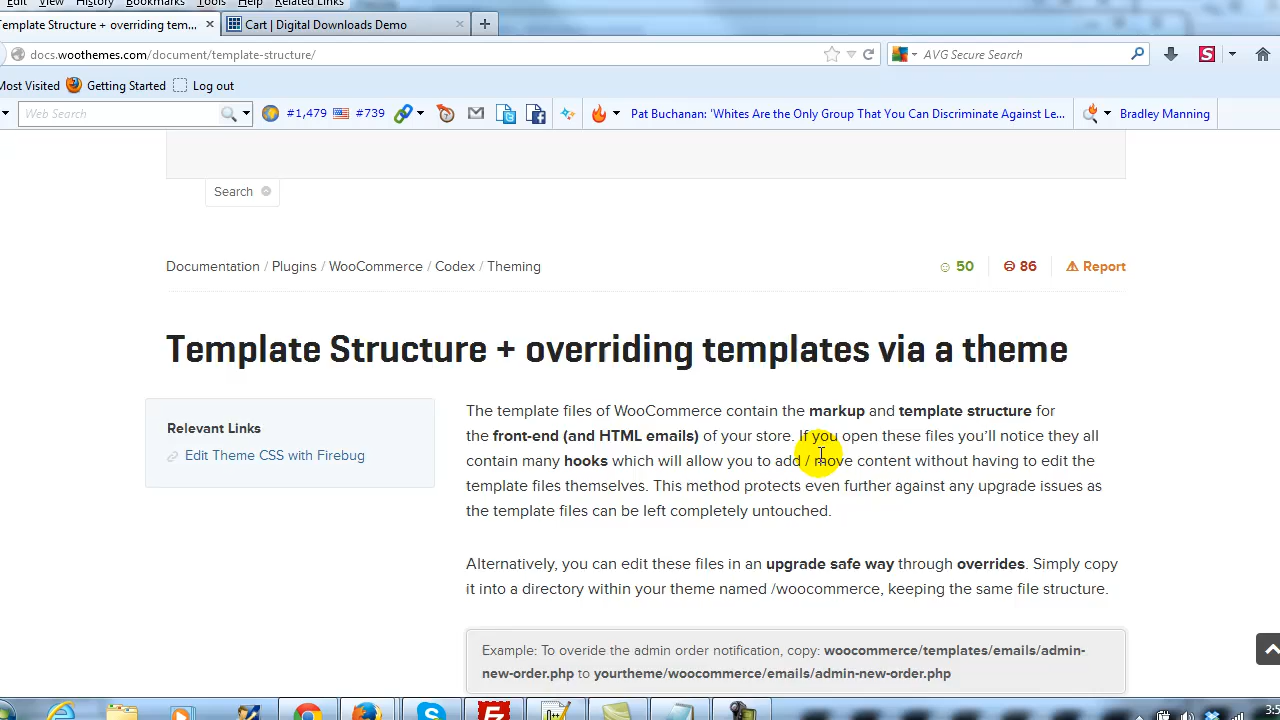 Edit View History Bookmarks Tools Help Related Links
Template Structure + overriding tem... × Cart | Digital Downloads Demo × +
docs.woothemes.com/document/template-structure/ AVG Secure Search
Most Visited Getting Started Log out
Web Search #1,479 #739 Pat Buchanan: 'Whites Are the Only Group That You Can Discriminate Against Le... Bradley Manning
Search
Documentation / Plugins / WooCommerce / Codex / Theming 50 86 Report
Template Structure + overriding templates via a theme
Relevant Links
Edit Theme CSS with Firebug
The template files of WooCommerce contain the markup and template structure for
the front-end (and HTML emails) of your store. If you open these files you'll notice they all
contain many hooks which will allow you to add / move content without having to edit the
template files themselves. This method protects even further against any upgrade issues as
the template files can be left completely untouched.
Alternatively, you can edit these files in an upgrade safe way through overrides. Simply copy
it into a directory within your theme named /woocommerce, keeping the same file structure.
Example: To overide the admin order notification, copy: woocommerce/templates/emails/admin-
new-order.php to yourtheme/woocommerce/emails/admin-new-order.php